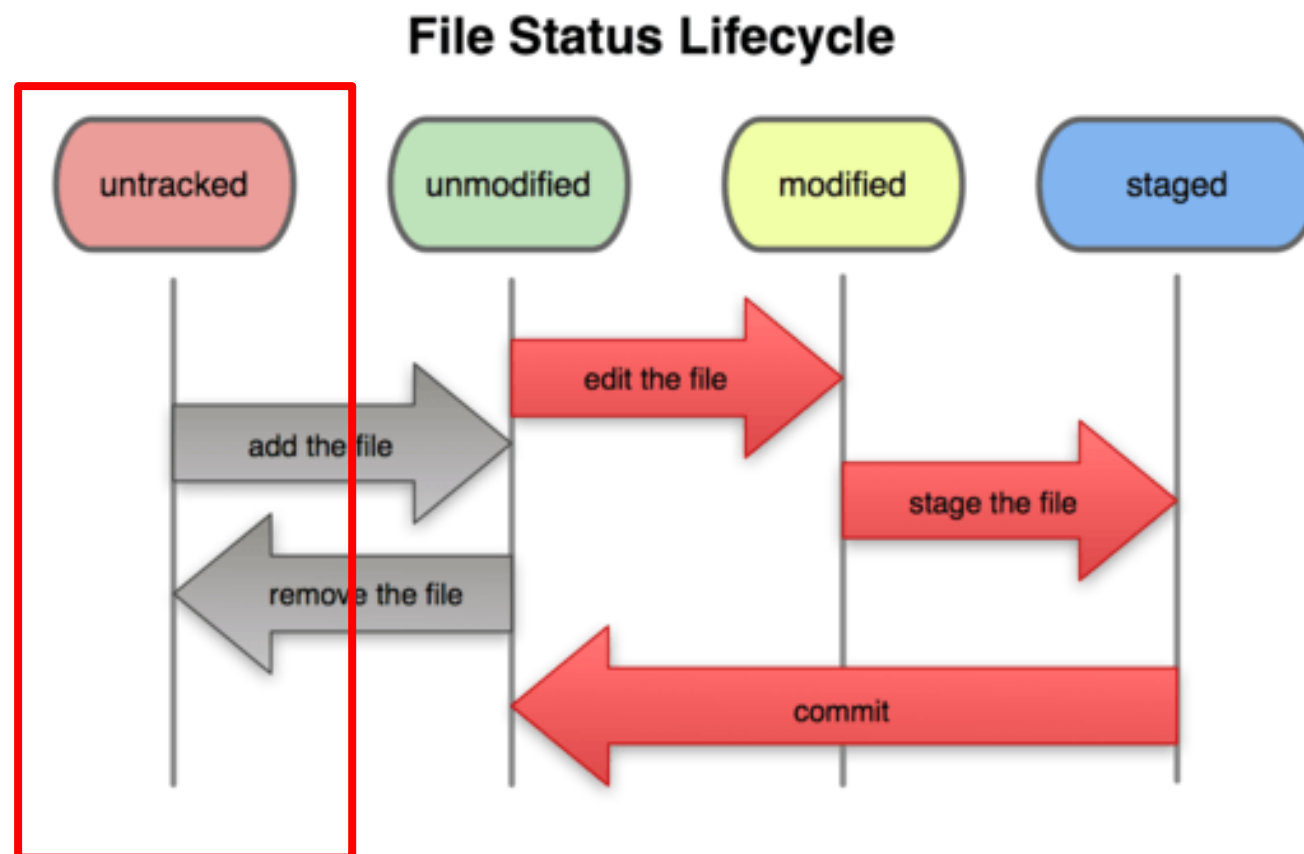 File Status Lifecycle
untracked
unmodified
modified
staged
edit the file
add the file
stage the file
remove the file
commit